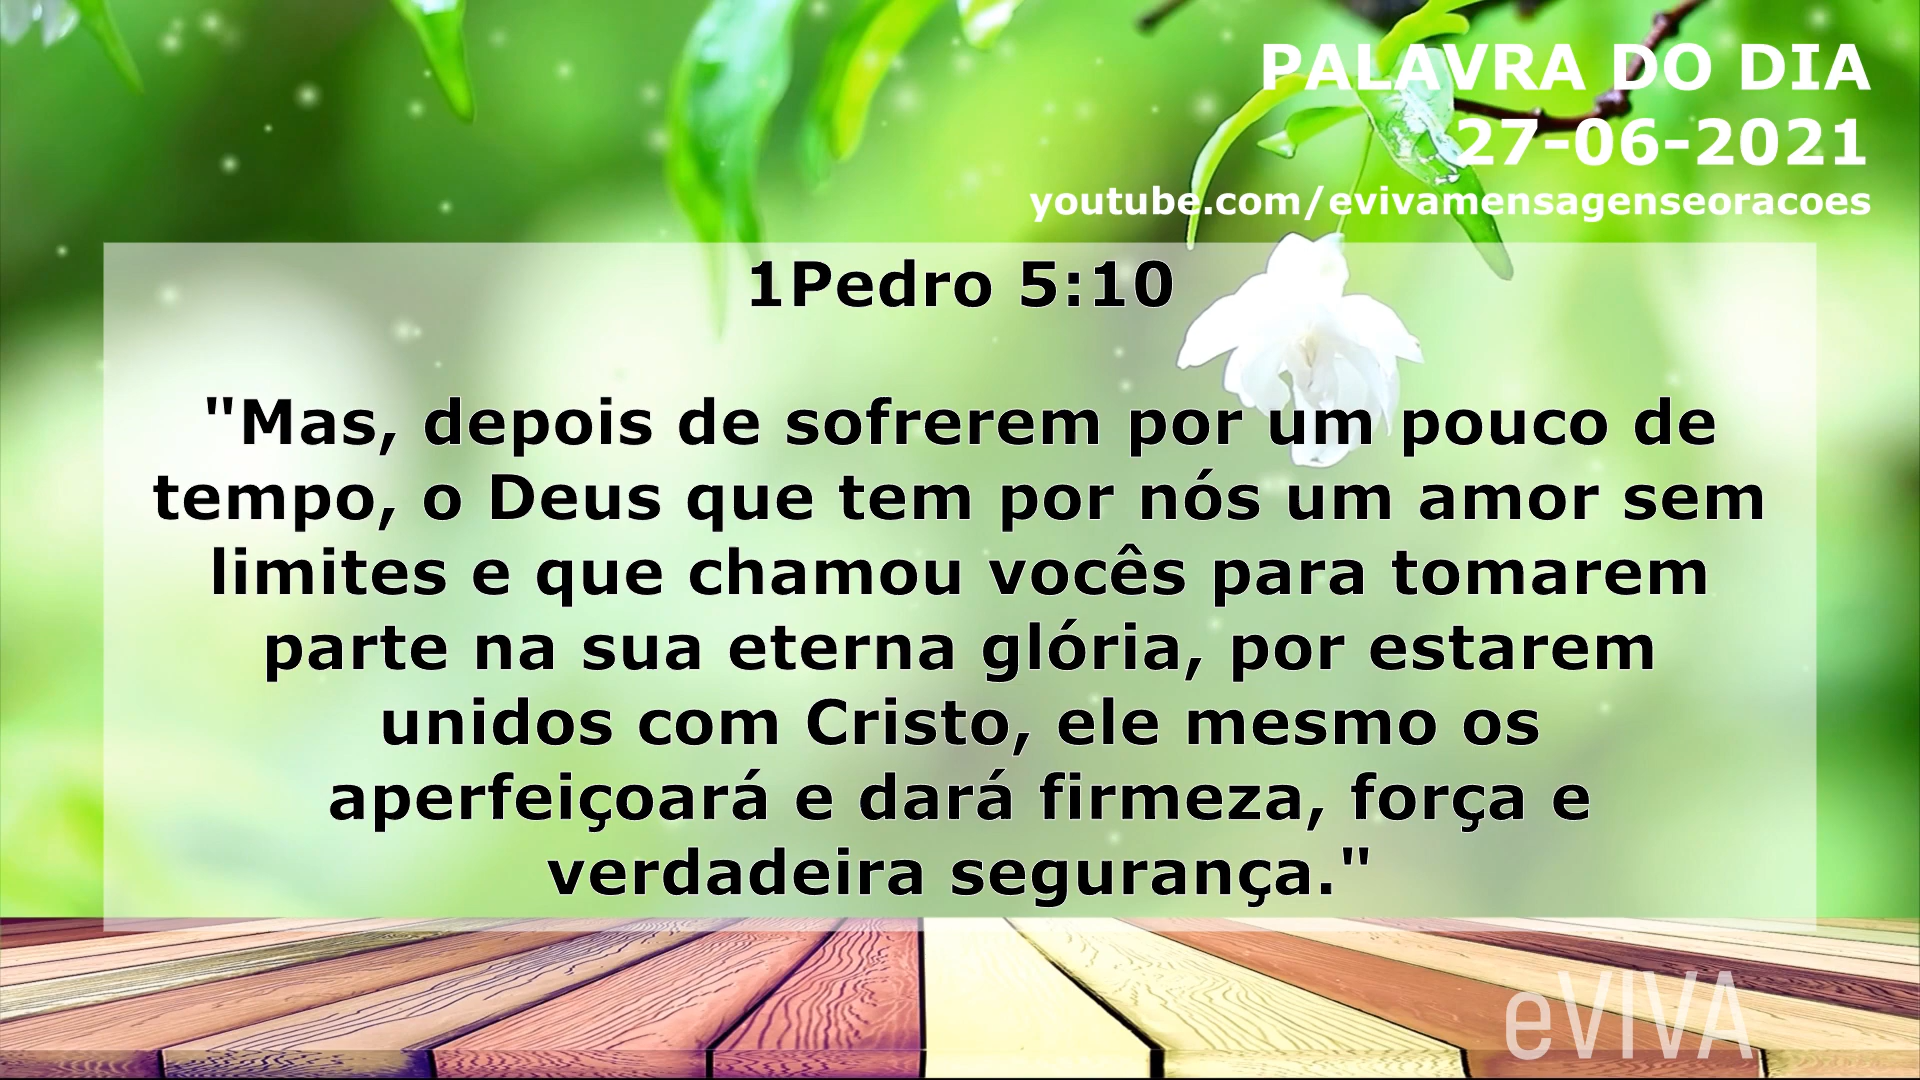 PALAVRA DO DIA
27-06-2021
youtube.com/evivamensagenseoracoes
1Pedro 5:10
"Mas, depois de sofrerem por um pouco de
tempo, o Deus que tem por nós um amor sem
limites e que chamou vocês para tomarem
parte na sua eterna glória, por estarem
unidos com Cristo, ele mesmo os
aperfeiçoará e dará firmeza, força e
verdadeira segurança."
eVIVA